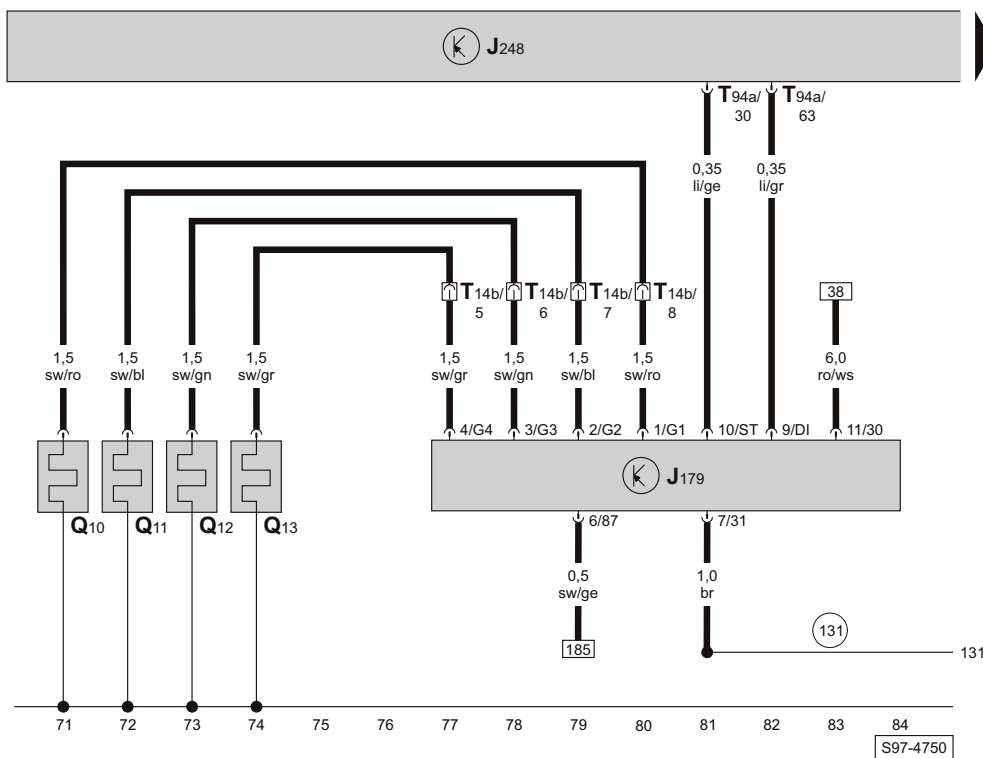 J248
T94a/ T94a/
30 63
0,35 0,35
li/ge li/gr
T14b/ T14b/ T14b/ T14b/
5 6 7 8
38
1,5 1,5 1,5 1,5 1,5 1,5 1,5 1,5 6,0
sw/ro sw/bl sw/gn sw/gr sw/gr sw/gn sw/bl sw/ro ro/ws
4/G4 3/G3 2/G2 1/G1 10/ST 9/DI 11/30
J179
Q10 Q11 Q12 Q13
6/87 7/31
0,5 1,0
sw/ge br
131
185
131
71 72 73 74 75 76 77 78 79 80 81 82 83 84
S97-4750